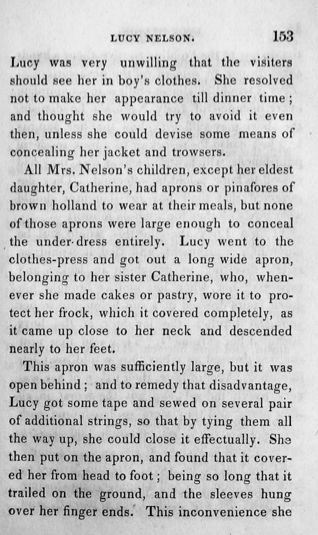 LUCY NELSON. 153
Lucy was very unwilling that the visiters
should see her in boy's clothes. She resolved
not to make her appearance till dinner time;
and thought she would try to avoid it even
then, unless she could devise some means of
concealing her jacket and trowsers.
All Mrs. Nelson's children, except her eldest
daughter, Catherine, had aprons or pinafores of
brown holland to wear at their meals, but none
of those aprons were large enough to conceal
the under-dress entirely. Lucy went to the
clothes-press and got out a long wide apron,
belonging to her sister Catherine, who, when-
ever she made cakes or pastry, wore it to pro-
tect her frock, which it covered completely, as
it came up close to her neck and descended
nearly to her feet.
This apron was sufficiently large, but it was
open behind; and to remedy that disadvantage,
Lucy got some tape and sewed on several pair
of additional strings, so that by tying them all
the way up, she could close it effectually. She
then put on the apron, and found that it cover-
ed her from head to foot; being so long that it
trailed on the ground, and the sleeves hung
over her finger ends. This inconvenience she